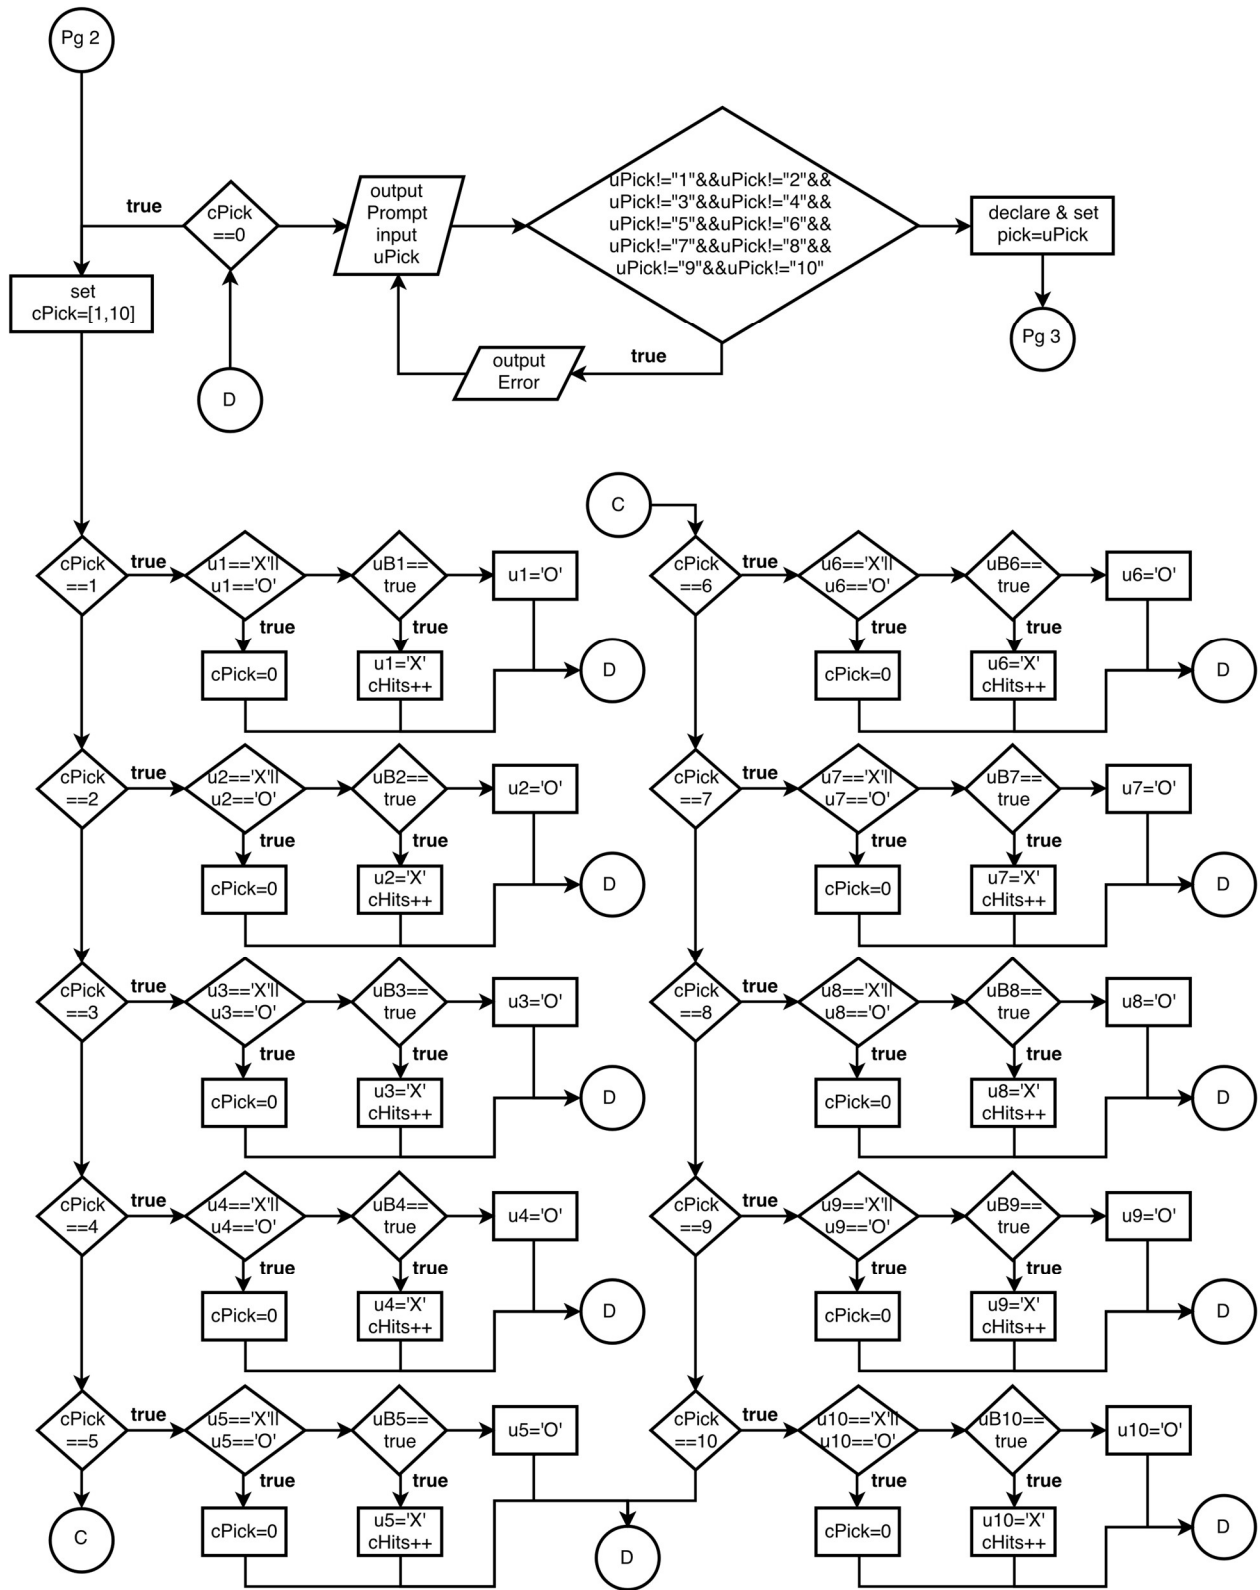 Pg 2
true
cPick
==0
output
Prompt
input
uPick
uPick!="1"&&uPick!="2"&&
uPick!="3"&&uPick!="4"&&
uPick!="5"&&uPick!="6"&&
uPick!="7"&&uPick!="8"&&
uPick!="9"&&uPick!="10"
declare & set
pick=uPick
set
cPick=[1,10]
Pg 3
true
output
Error
D
C
cPick
==1
true
u1=='X'||
u1=='O'
uB1==
true
u1='O'
true
true
cPick=0
u1='X'
cHits++
D
cPick
==2
true
u2=='X'||
u2=='O'
uB2==
true
u2='O'
true
true
cPick=0
u2='X'
cHits++
D
cPick
==3
true
u3=='X'||
u3=='O'
uB3==
true
u3='O'
true
true
cPick=0
u3='X'
cHits++
D
cPick
==4
true
u4=='X'||
u4=='O'
uB4==
true
u4='O'
true
true
cPick=0
u4='X'
cHits++
D
cPick
==5
true
u5=='X'||
u5=='O'
uB5==
true
u5='O'
true
true
cPick=0
u5='X'
cHits++
C
D
cPick
==6
true
u6=='X'||
u6=='O'
uB6==
true
u6='O'
true
true
cPick=0
u6='X'
cHits++
D
cPick
==7
true
u7=='X'||
u7=='O'
uB7==
true
u7='O'
true
true
cPick=0
u7='X'
cHits++
D
cPick
==8
true
u8=='X'||
u8=='O'
uB8==
true
u8='O'
true
true
cPick=0
u8='X'
cHits++
D
cPick
==9
true
u9=='X'||
u9=='O'
uB9==
true
u9='O'
true
true
cPick=0
u9='X'
cHits++
D
cPick
==10
true
u10=='X'||
u10=='O'
uB10==
true
u10='O'
true
true
cPick=0
u10='X'
cHits++
D